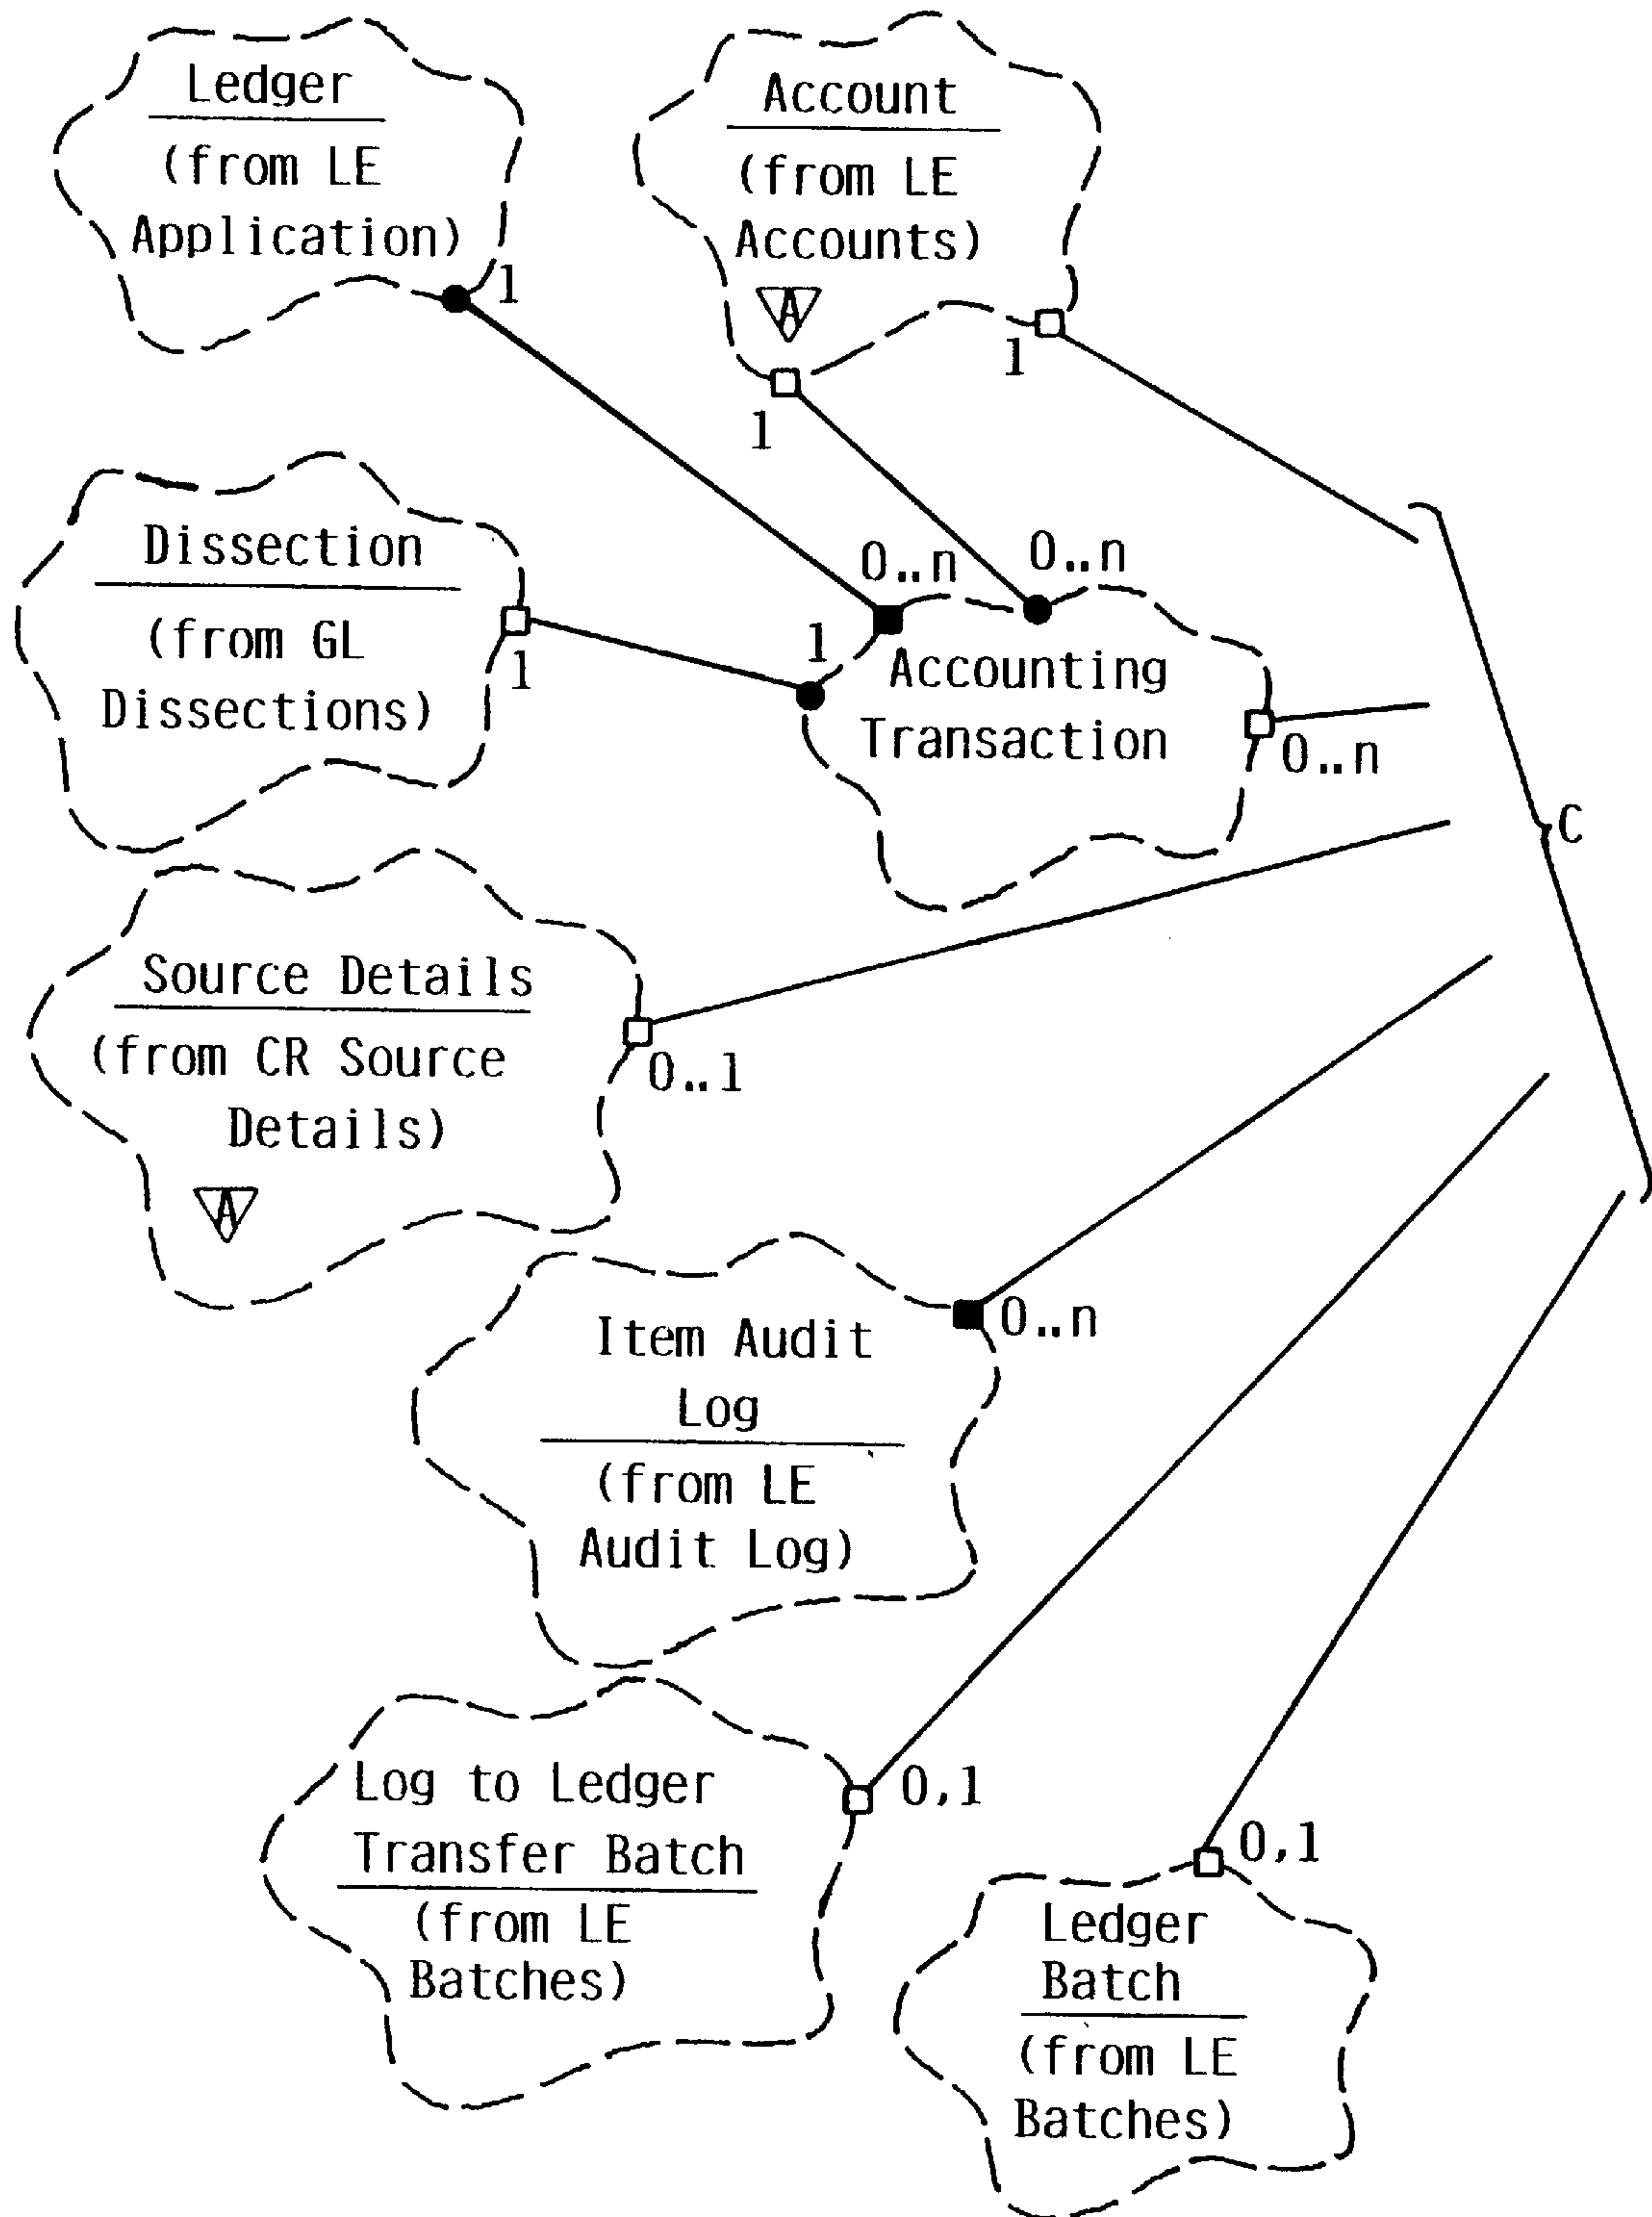 Ledger
(from LE
Application)
1
Account
(from LE
Accounts)
A
1
1
Dissection
(from GL
Dissections)
1
0..n
0..n
1
Accounting
Transaction
0..n
C
Source Details
(from CR Source
Details)
A
0..1
Item Audit
Log
(from LE
Audit Log)
0..n
Log to Ledger
Transfer Batch
(from LE
Batches)
0,1
0,1
Ledger
Batch
(from LE
Batches)